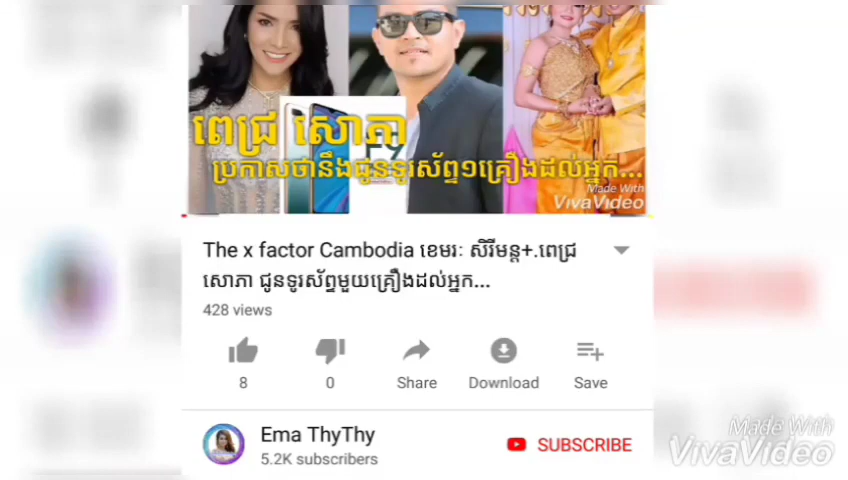 ពេជ្រ សោភា
F9
ប្រកាសថានឹងជូនទូរស័ព្ទ១គ្រឿងដល់អ្នក...
Made With
VivaVideo
The x factor Cambodia ខេមរៈ សិរីមន្ត+.ពេជ្រ
សោភា ជូនទូរស័ព្ទមួយគ្រឿងដល់អ្នក...
428 views
8
0
Share
Download
Save
Ema ThyThy
SUBSCRIBE
5.2K subscribers
Made With
VivaVideo